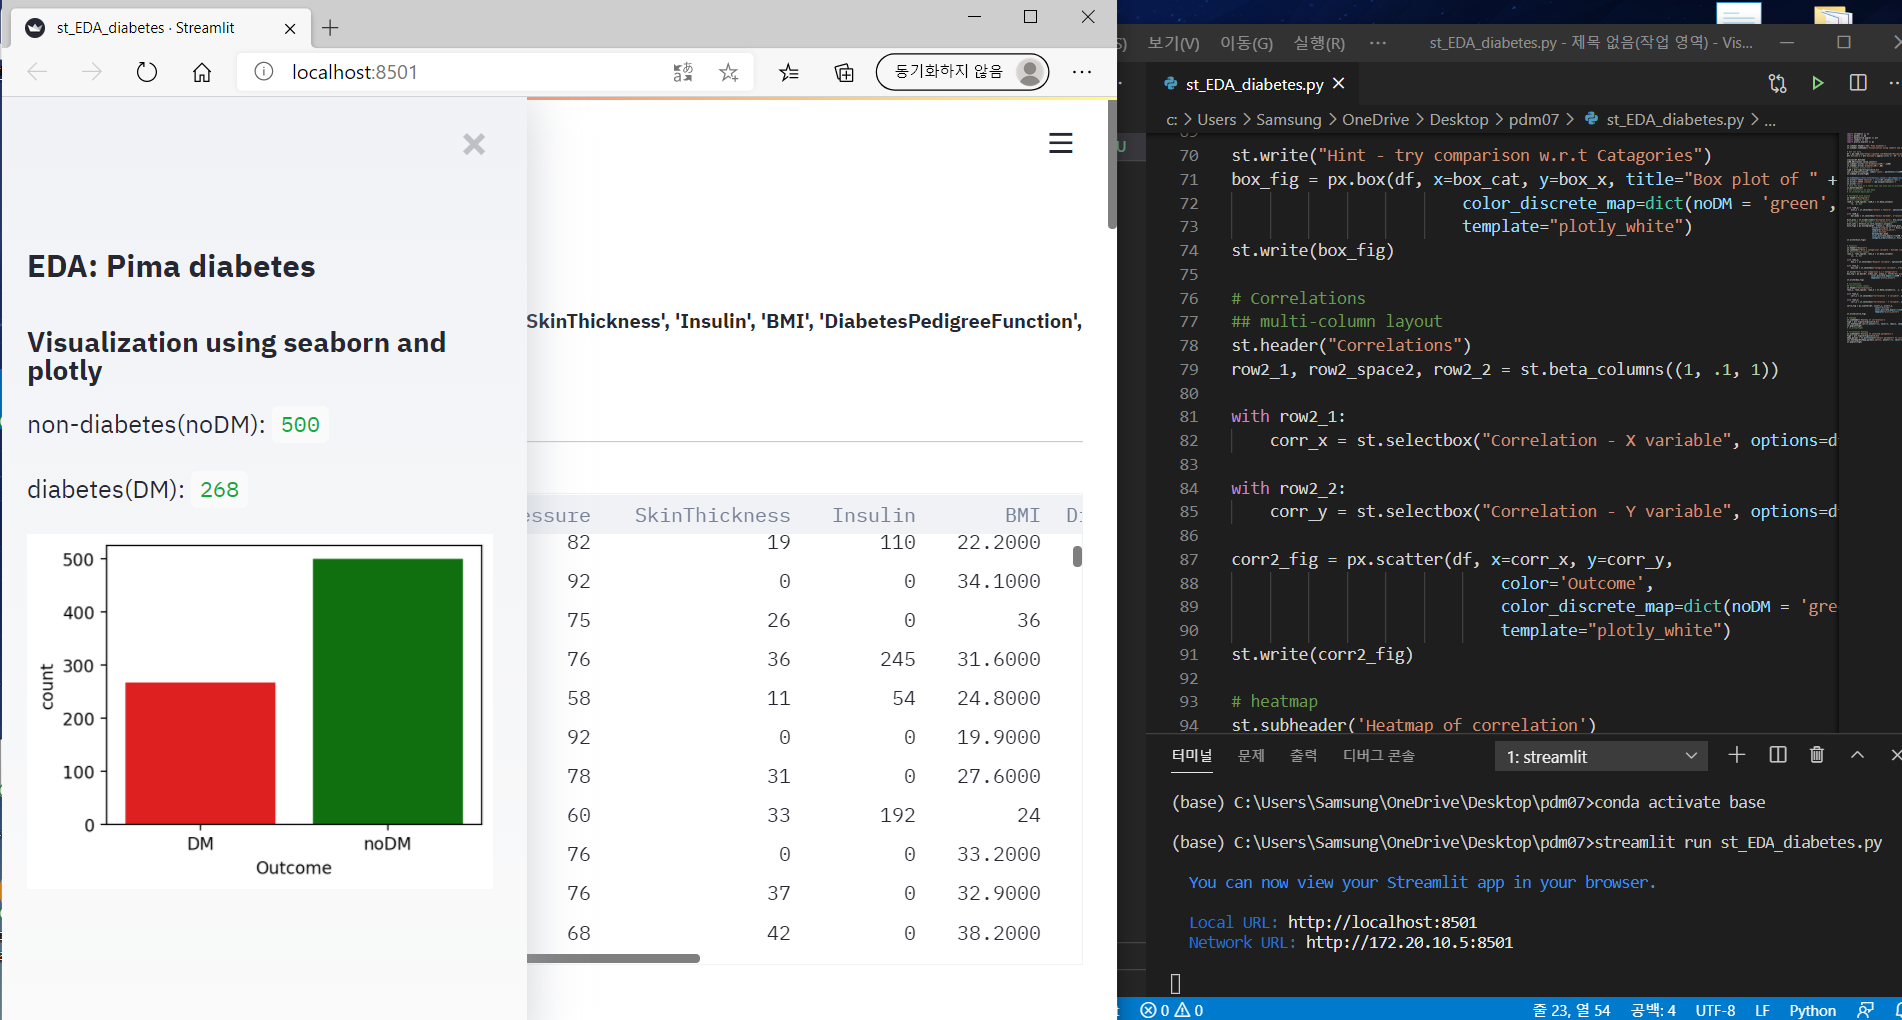 st_EDA_diabetes · Streamlit
localhost:8501
동기화하지 않음
EDA: Pima diabetes
Visualization using seaborn and
plotly
non-diabetes(noDM): 500
diabetes(DM): 268
500
400
300
200
100
0
count
DM noDM
Outcome
SkinThickness', 'Insulin', 'BMI', 'DiabetesPedigreeFunction',
essure SkinThickness Insulin BMI
82 19 110 22.2000
92 0 0 34.1000
75 26 0 36
76 36 245 31.6000
58 11 54 24.8000
92 0 0 19.9000
78 31 0 27.6000
60 33 192 24
76 0 0 33.2000
76 37 0 32.9000
68 42 0 38.2000
보기(V) 이동(G) 실행(R) ··· st_EDA_diabetes.py - 제목 없음(작업 영역) - Vis...
st_EDA_diabetes.py
c: > Users > Samsung > OneDrive > Desktop > pdm07 > st_EDA_diabetes.py > ...
70 st.write("Hint - try comparison w.r.t Catagories")
71 box_fig = px.box(df, x=box_cat, y=box_x, title="Box plot of " +
72 color_discrete_map=dict(noDM = 'green',
73 template="plotly_white")
74 st.write(box_fig)
75
76 # Correlations
77 ## multi-column layout
78 st.header("Correlations")
79 row2_1, row2_space2, row2_2 = st.beta_columns((1, .1, 1))
80
81 with row2_1:
82 corr_x = st.selectbox("Correlation - X variable", options=d
83
84 with row2_2:
85 corr_y = st.selectbox("Correlation - Y variable", options=d
86
87 corr2_fig = px.scatter(df, x=corr_x, y=corr_y,
88 color='Outcome',
89 color_discrete_map=dict(noDM = 'gre
90 template="plotly_white")
91 st.write(corr2_fig)
92
93 # heatmap
94 st.subheader('Heatmap of correlation')
터미널 문제 출력 디버그 콘솔 1: streamlit
(base) C:\Users\Samsung\OneDrive\Desktop\pdm07>conda activate base
(base) C:\Users\Samsung\OneDrive\Desktop\pdm07>streamlit run st_EDA_diabetes.py
You can now view your Streamlit app in your browser.
Local URL: http://localhost:8501
Network URL: http://172.20.10.5:8501
0 0 줄 23, 열 54 공백: 4 UTF-8 LF Python